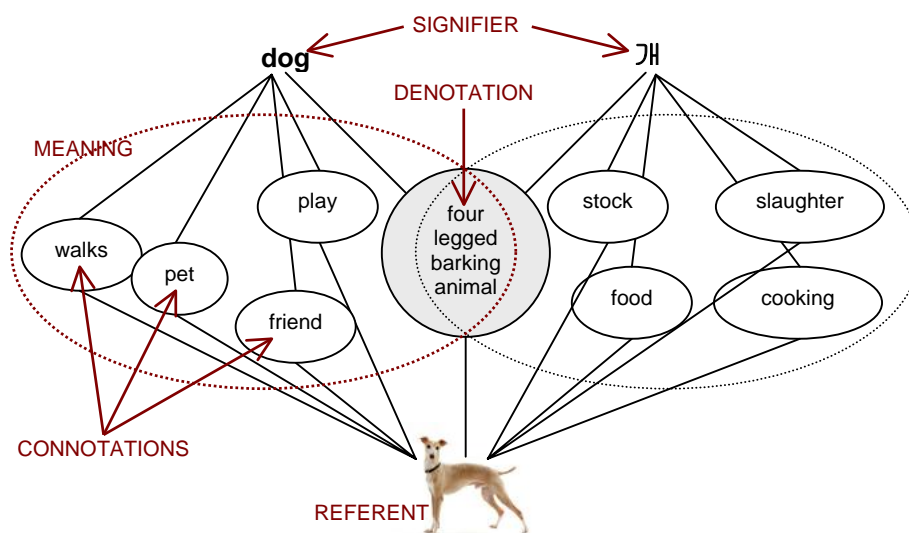 SIGNIFIER
dog
개
DENOTATION
MEANING
play
stock
slaughter
four
legged
barking
animal
walks
pet
friend
food
cooking
CONNOTATIONS
REFERENT